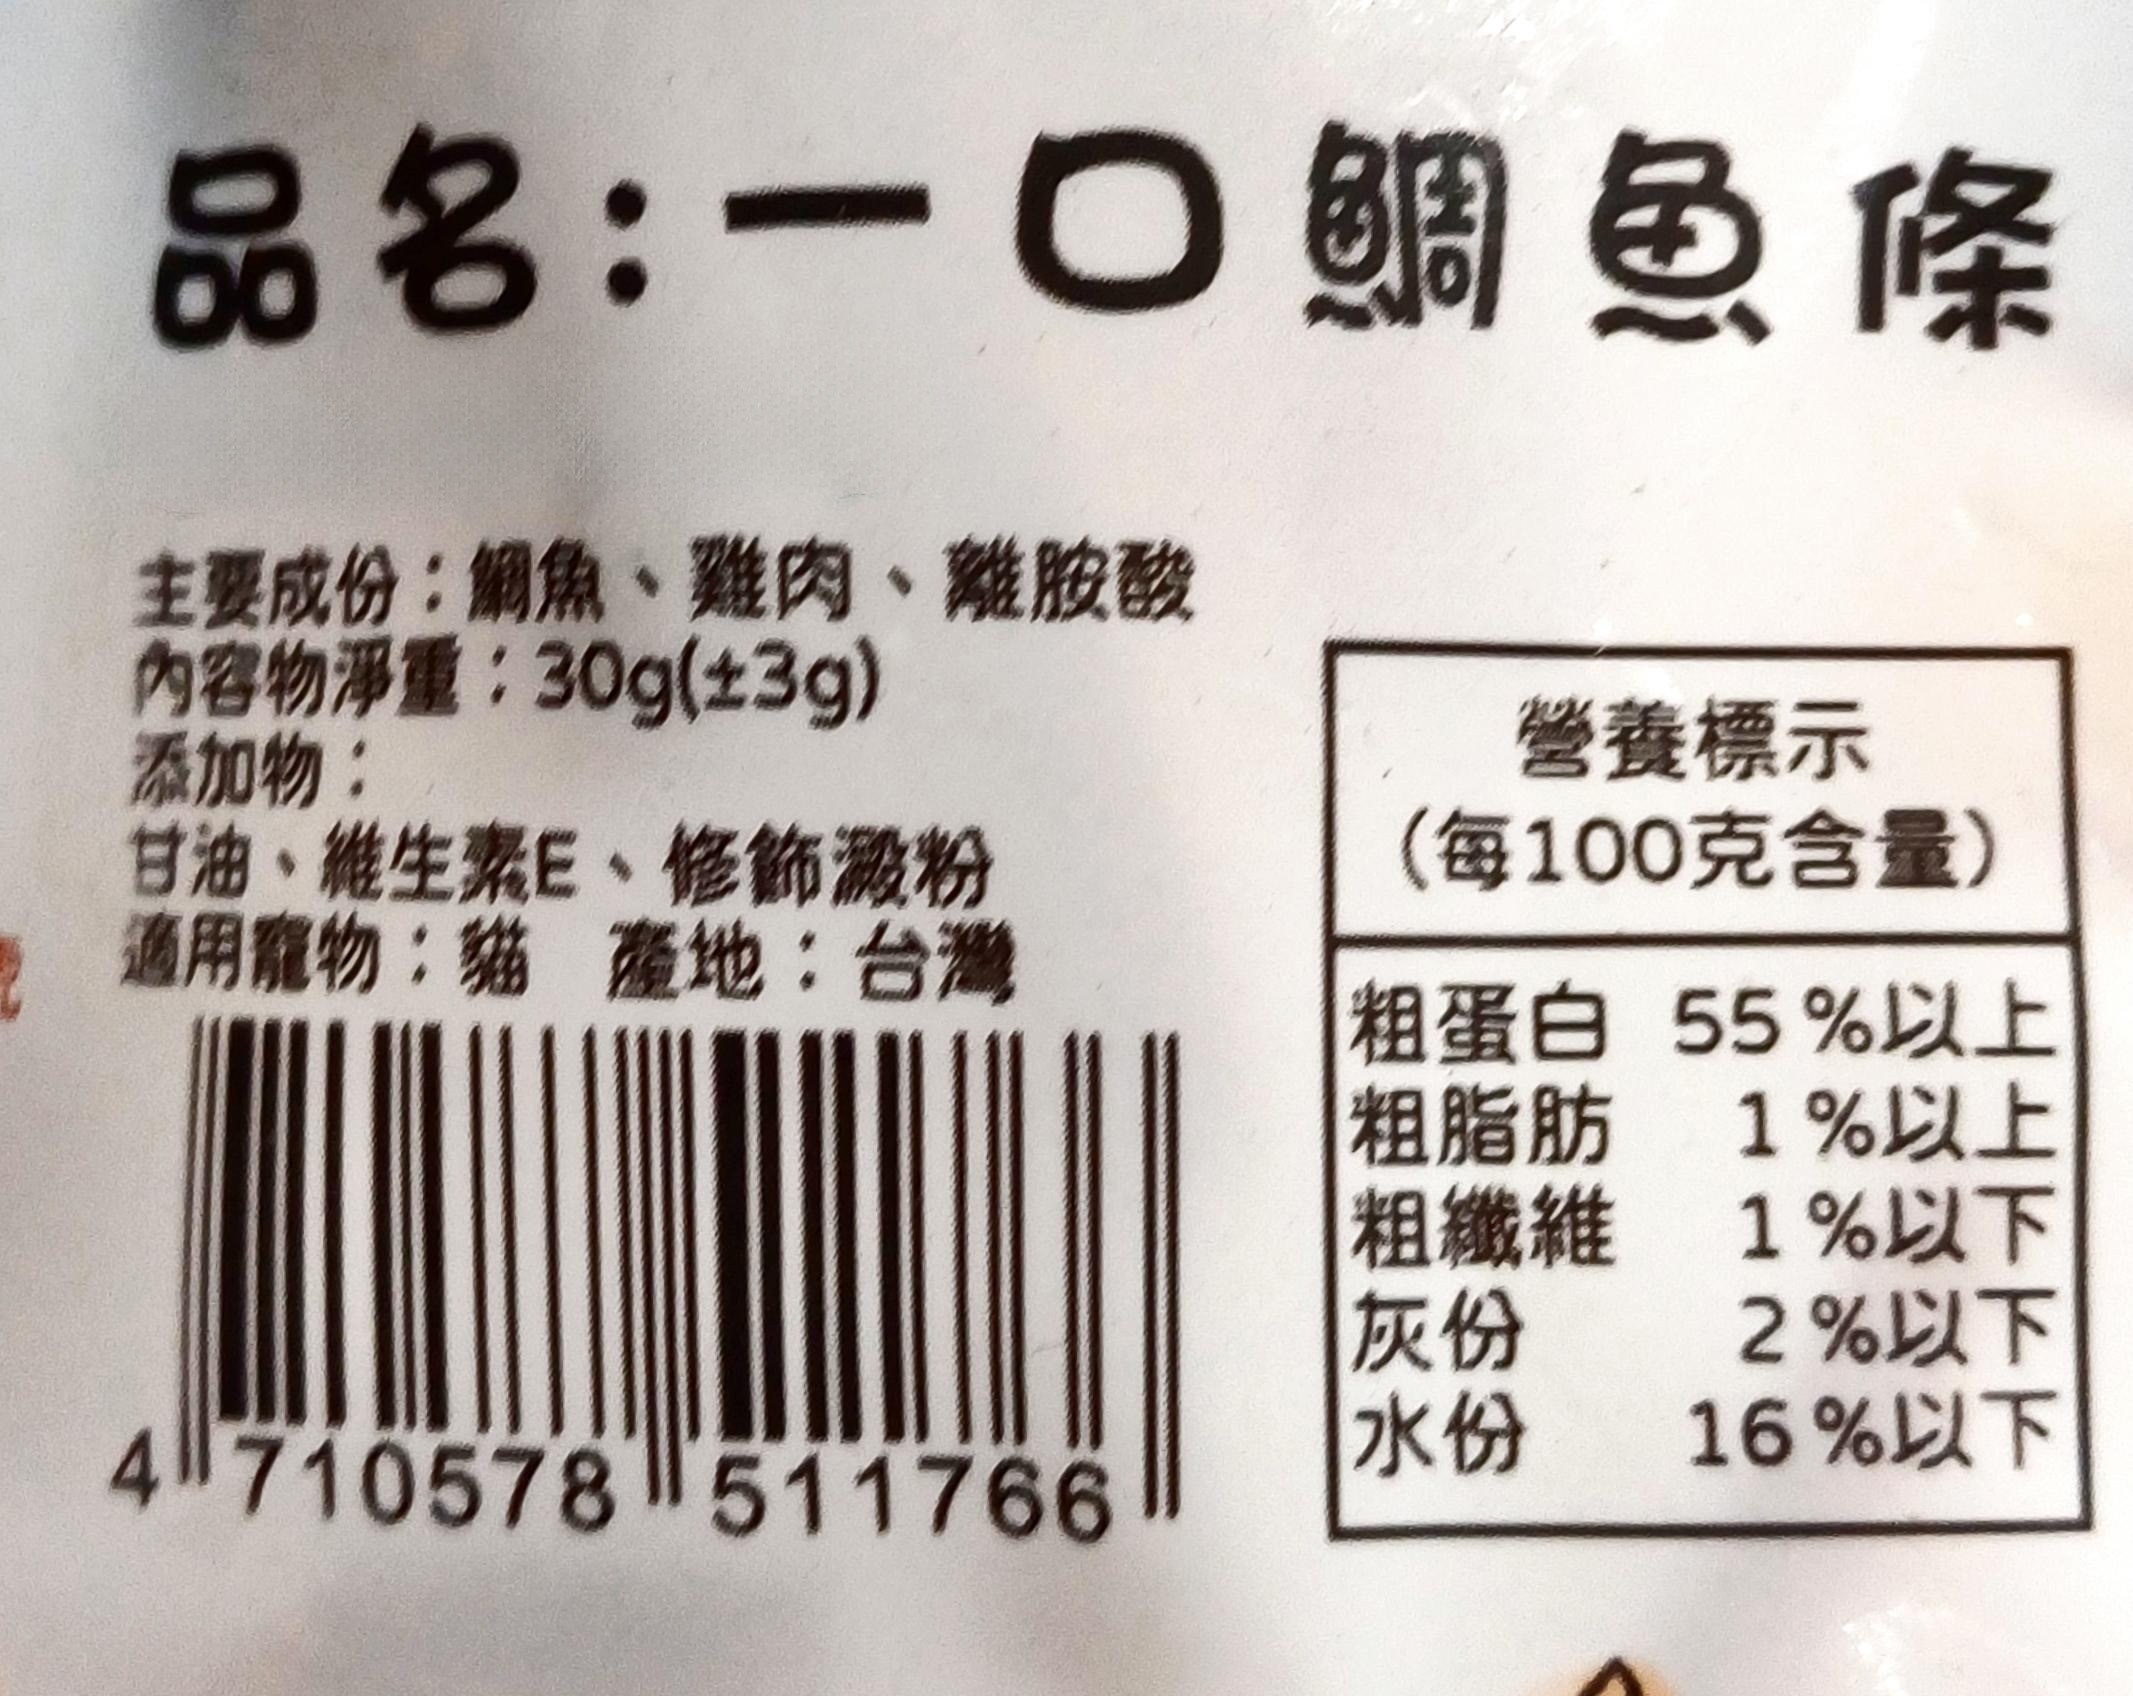 品名:一口鯛魚條
主要成份：鯛魚、雞肉、離胺酸
內容物淨重：30g(±3g)
添加物：
甘油、維生素E、修飾澱粉
適用寵物：貓 產地：台灣
4 710578 511766
營養標示
（每100克含量）
粗蛋白 55%以上
粗脂肪 1%以上
粗纖維 1%以下
灰份 2%以下
水份 16%以下